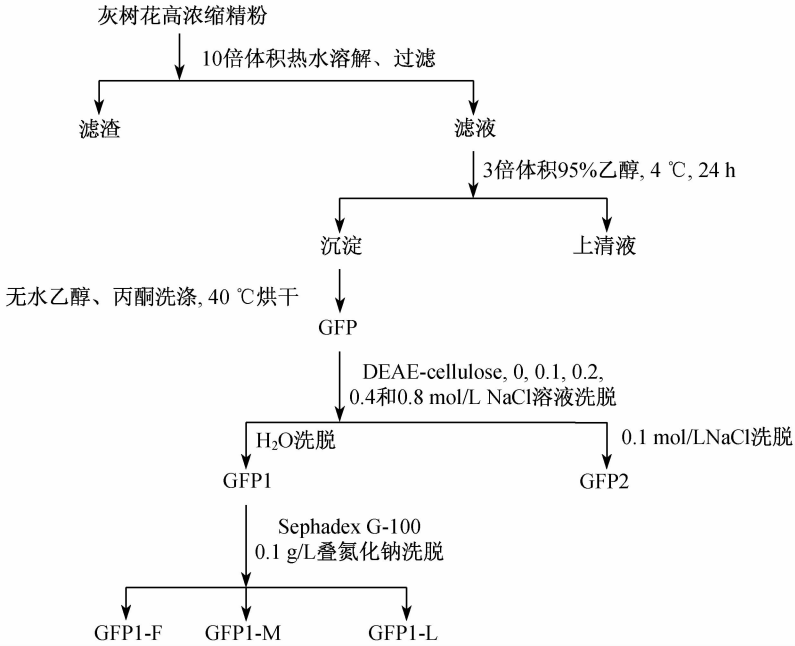 灰树花高浓缩精粉
10倍体积热水溶解、过滤
滤渣
滤液
3倍体积95%乙醇, 4 ℃, 24 h
沉淀
上清液
无水乙醇、丙酮洗涤, 40 ℃烘干
GFP
DEAE-cellulose, 0, 0.1, 0.2,
0.4和0.8 mol/L NaCl溶液洗脱
H₂O洗脱
0.1 mol/LNaCl洗脱
GFP1
GFP2
Sephadex G-100
0.1 g/L叠氮化钠洗脱
GFP1-F
GFP1-M
GFP1-L